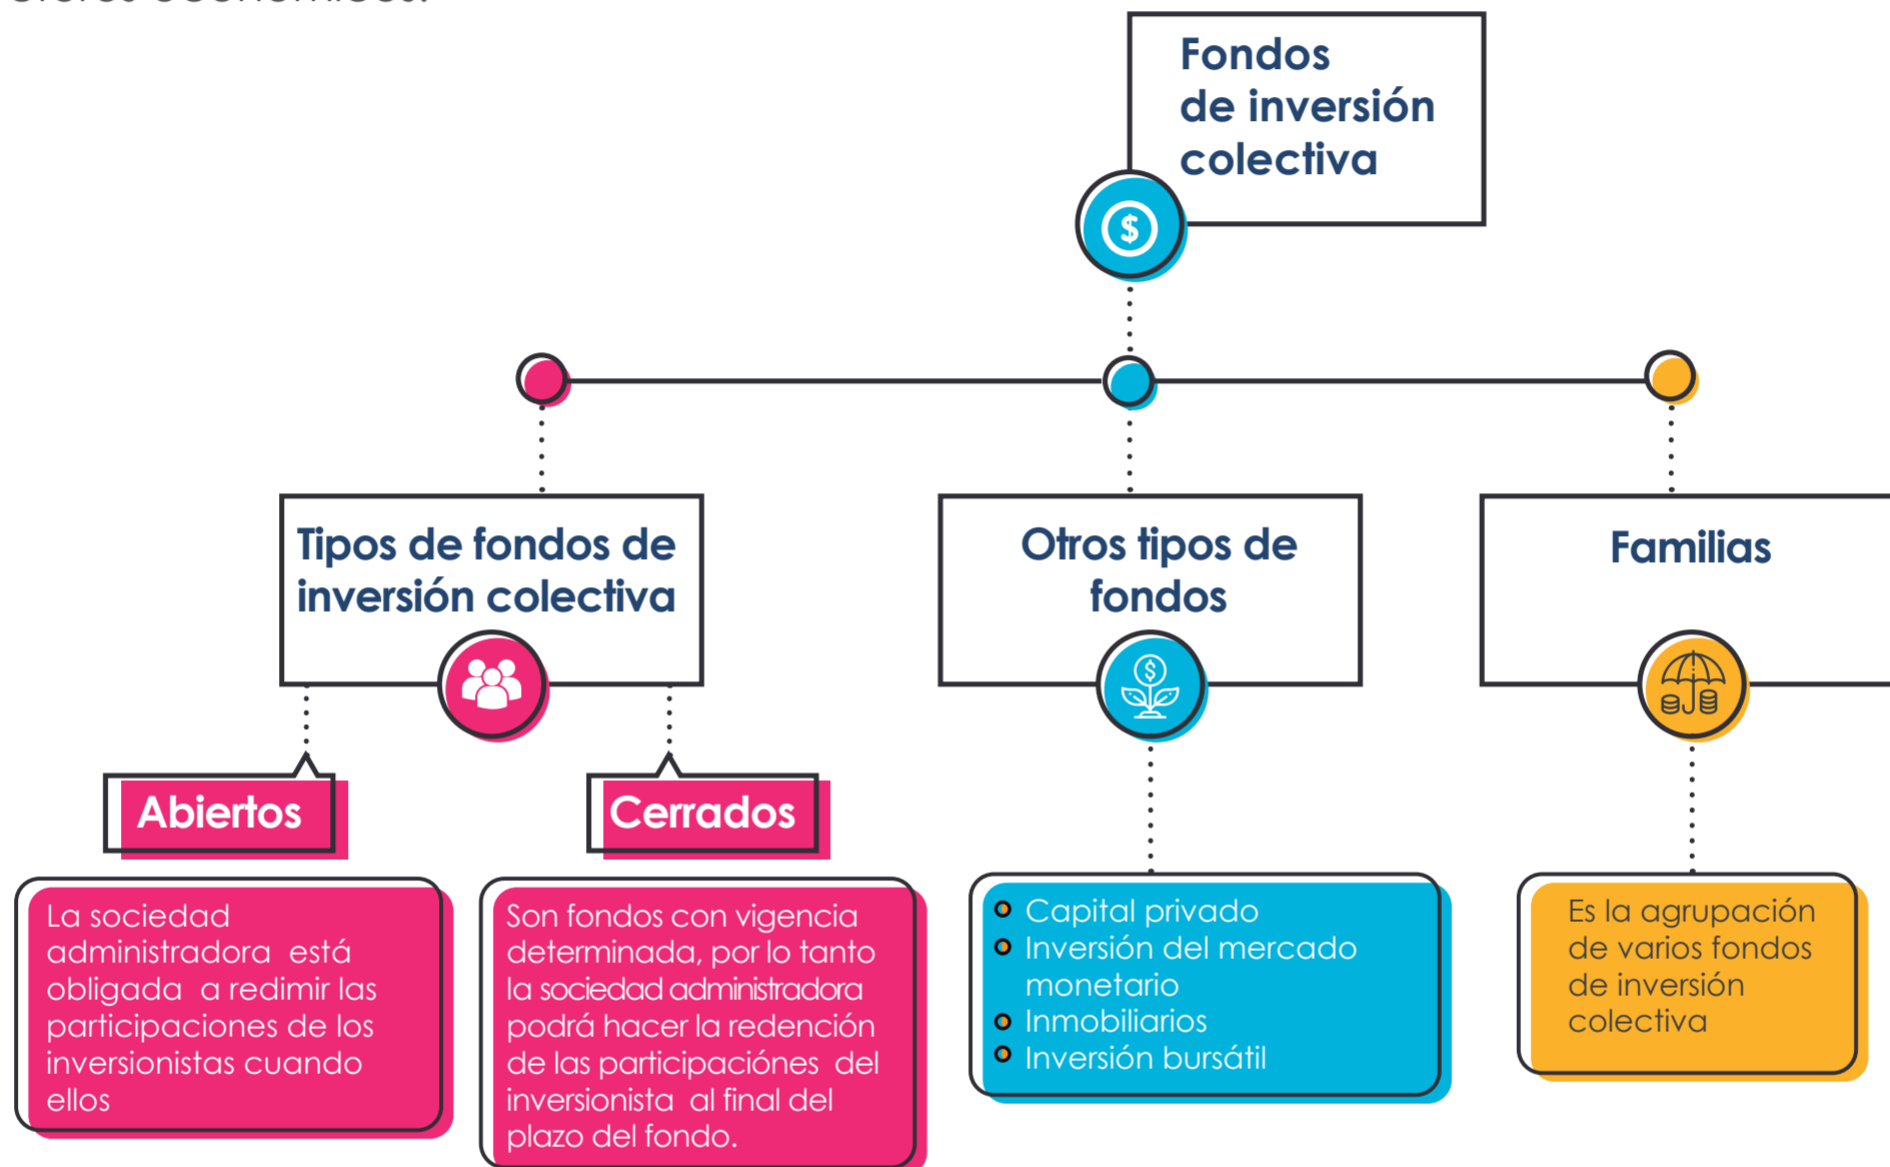 Fondos
de inversión
colectiva
Tipos de fondos de
inversión colectiva
Otros tipos de
fondos
Familias
Abiertos
Cerrados
La sociedad
administradora está
obligada a redimir las
participaciones de los
inversionistas cuando
ellos
Son fondos con vigencia
determinada, por lo tanto
la sociedad administradora
podrá hacer la redención
de las participaciónes del
inversionista al final del
plazo del fondo.
Capital privado
Inversión del mercado
monetario
Inmobiliarios
Inversión bursátil
Es la agrupación
de varios fondos
de inversión
colectiva